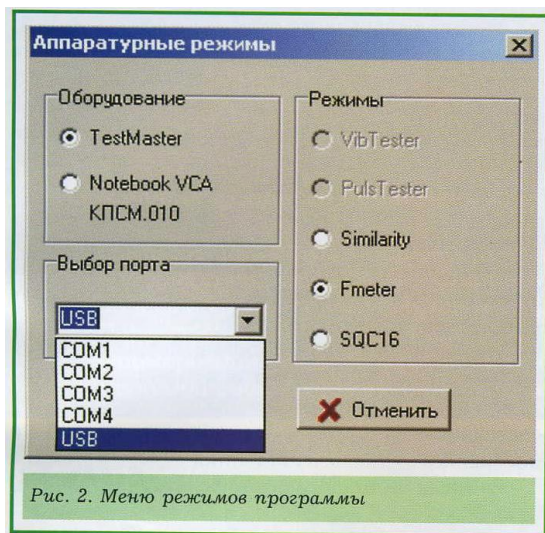 Аппаратурные режимы
Оборудование
TestMaster
Notebook VCA
КПСМ.010
Выбор порта
USB
COM1
COM2
COM3
COM4
USB
Режимы
VibTester
PulsTester
Similarity
Fmeter
SQC16
Отменить
Рис. 2. Меню режимов программы